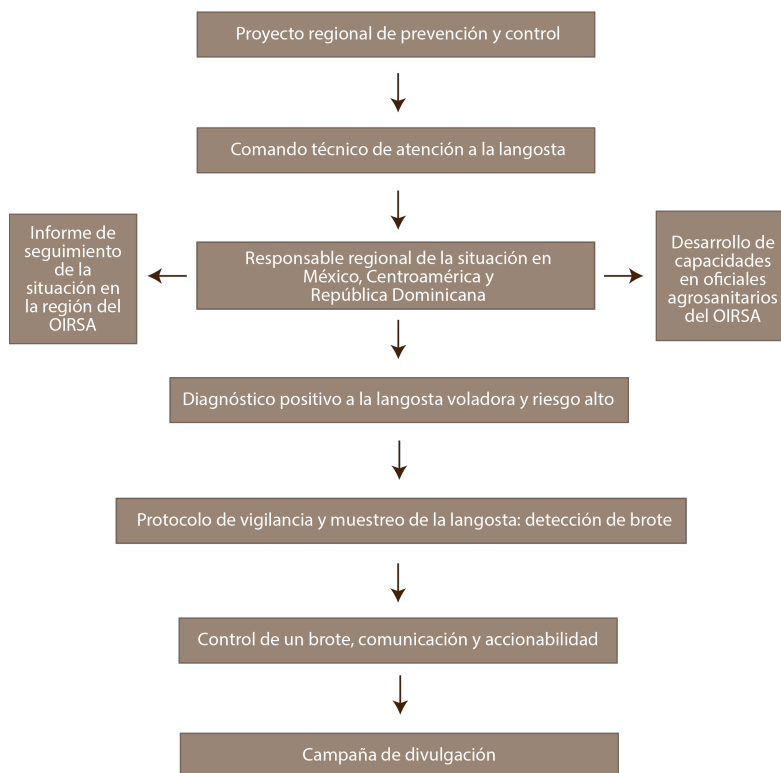 Proyecto regional de prevención y control
Comando técnico de atención a la langosta
Informe de
seguimiento
de la
situación en
la región del
OIRSA
Responsable regional de la situación en
México, Centroamérica y
República Dominicana
Desarrollo de
capacidades
en oficiales
agrosanitarios
del OIRSA
Diagnóstico positivo a la langosta voladora y riesgo alto
Protocolo de vigilancia y muestreo de la langosta: detección de brote
Control de un brote, comunicación y accionabilidad
Campaña de divulgación